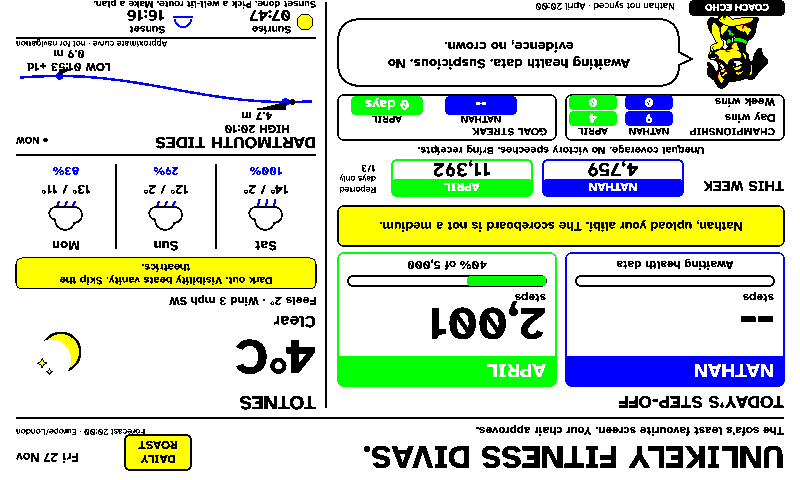 UNLIKELY FITNESS DIVAS.
The sofa's least favourite screen. Your chair approves.
DAILY
ROAST
Fri 27 Nov
Forecast 20:00 · Europe/London
TODAY'S STEP-OFF
NATHAN
--
steps
Awaiting health data
APRIL
2,001
steps
40% of 5,000
Nathan, upload your alibi. The scoreboard is not a medium.
THIS WEEK
NATHAN
4,759
APRIL
11,392
Reported
days only
1/3
Unequal coverage. No victory speeches. Bring receipts.
CHAMPIONSHIP
NATHAN
APRIL
Day wins
9
4
Week wins
0
0
GOAL STREAK
NATHAN
--
APRIL
0 days
Awaiting health data. Suspicious. No
evidence, no crown.
COACH ECHO
Nathan not synced · April 20:00
TOTNES
4°C
Clear
Feels 2° · Wind 3 mph SW
Dark out. Visibility beats vanity. Skip the
theatrics.
Sat
14° / 2°
100%
Sun
12° / 2°
29%
Mon
13° / 11°
83%
DARTMOUTH TIDES
• NOW
HIGH 20:10
4.7 m
LOW 01:53 +1d
0.9 m
Approximate curve · not for navigation
Sunrise
07:47
Sunset
16:16
Sunset done. Pick a well-lit route. Make a plan.